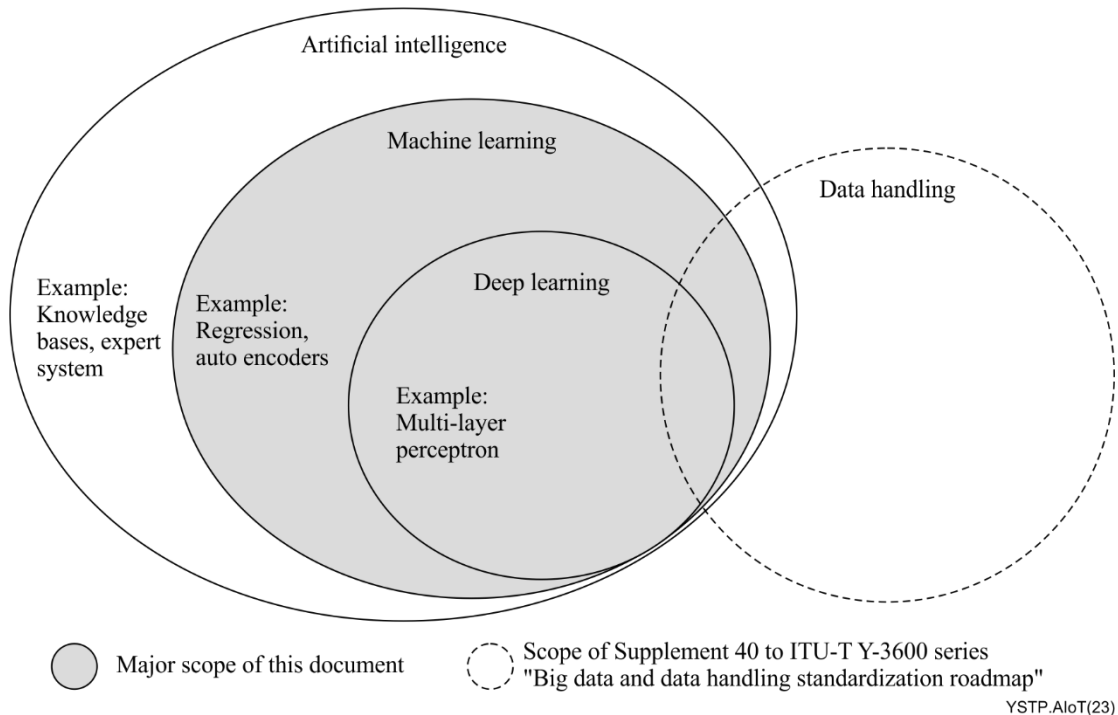 Artificial intelligence
Machine learning
Data handling
Deep learning
Example:
Knowledge
bases, expert
system
Example:
Regression,
auto encoders
Example:
Multi-layer
perceptron
Major scope of this document
Scope of Supplement 40 to ITU-T Y-3600 series
"Big data and data handling standardization roadmap"
YSTP.AIoT(23)